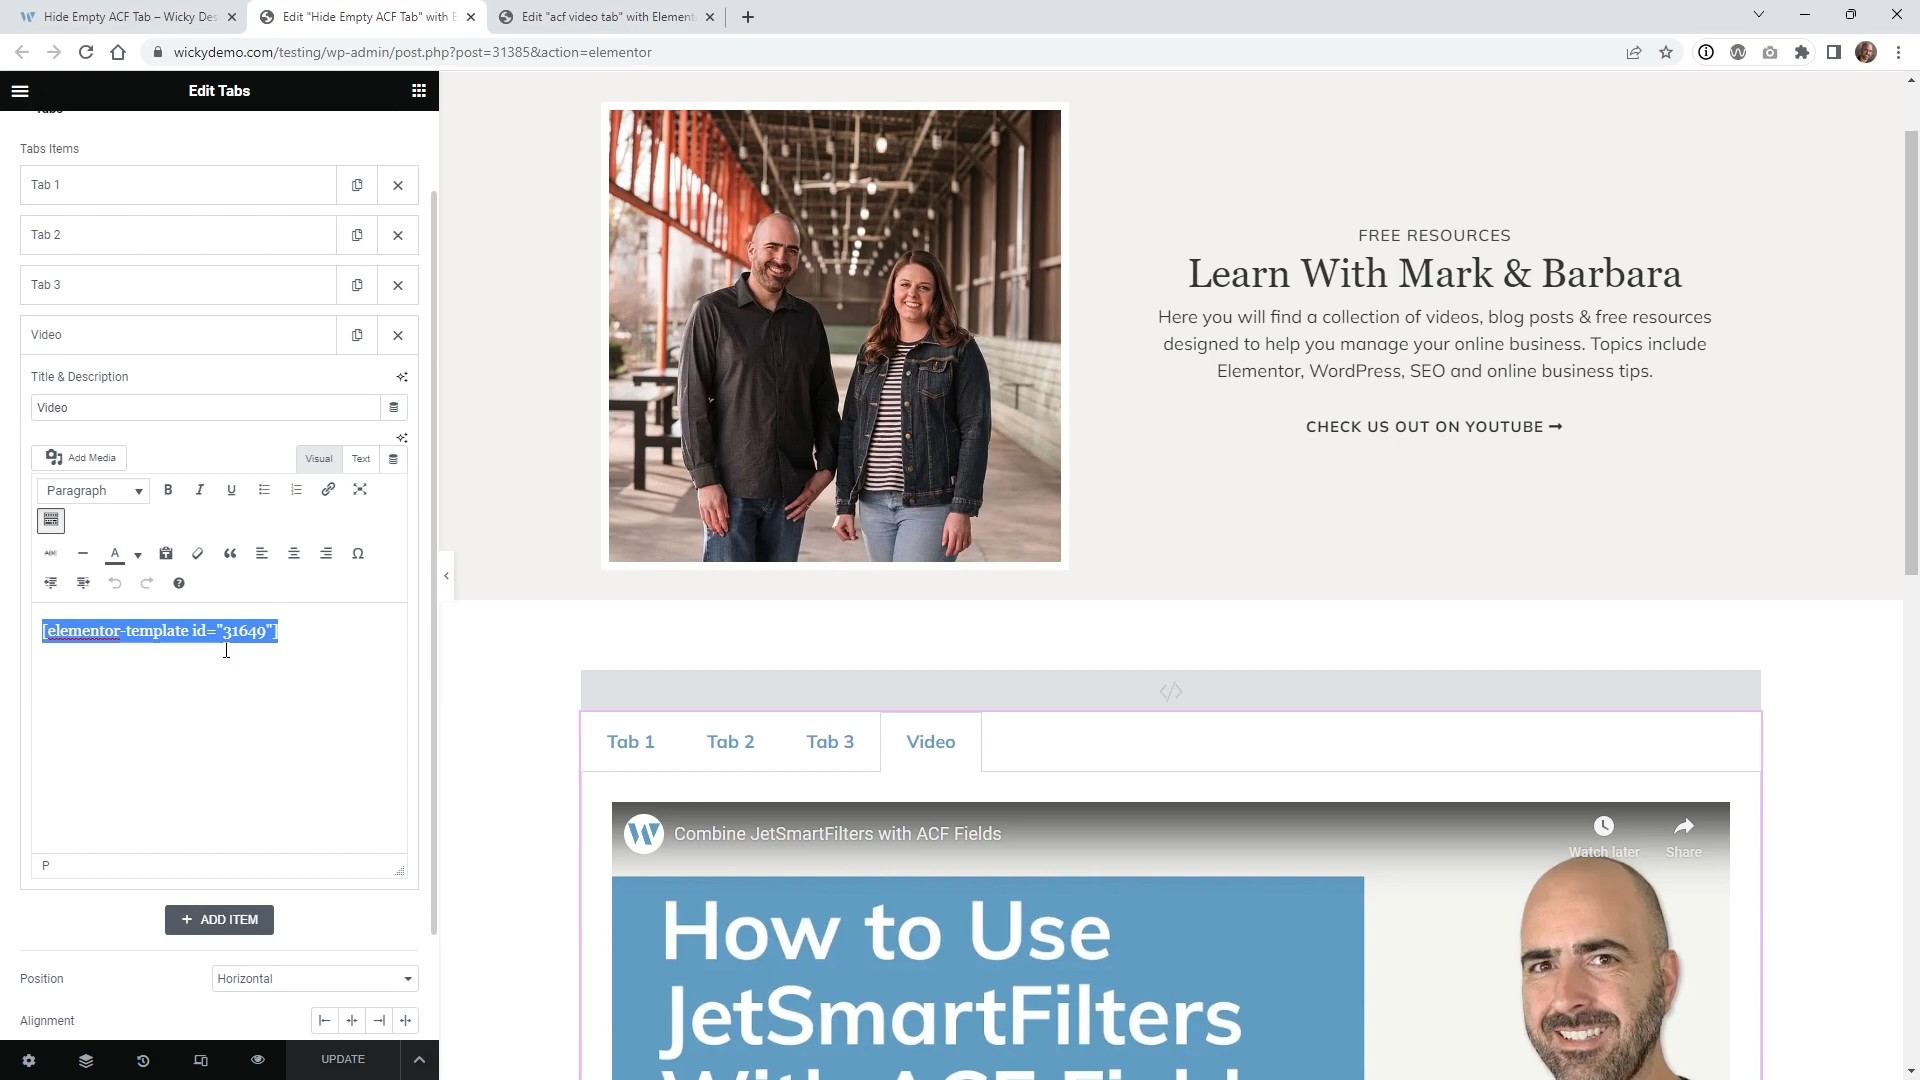 Hide Empty ACF Tab – Wicky Des
Edit "Hide Empty ACF Tab" with E
Edit "acf video tab" with Element
wickydemo.com/testing/wp-admin/post.php?post=31385&action=elementor
Edit Tabs
Tabs
Tabs Items
Tab 1
Tab 2
Tab 3
Video
Title & Description
Video
Add Media
Visual
Text
Paragraph
B I U
ABC
A
Ω
[elementor-template id="31649"]
P
+ ADD ITEM
Position
Horizontal
Alignment
UPDATE
FREE RESOURCES
Learn With Mark & Barbara
Here you will find a collection of videos, blog posts & free resources
designed to help you manage your online business. Topics include
Elementor, WordPress, SEO and online business tips.
CHECK US OUT ON YOUTUBE ➞
</>
Tab 1
Tab 2
Tab 3
Video
W
Combine JetSmartFilters with ACF Fields
Watch later
Share
How to Use
JetSmartFilters
With ACF Field